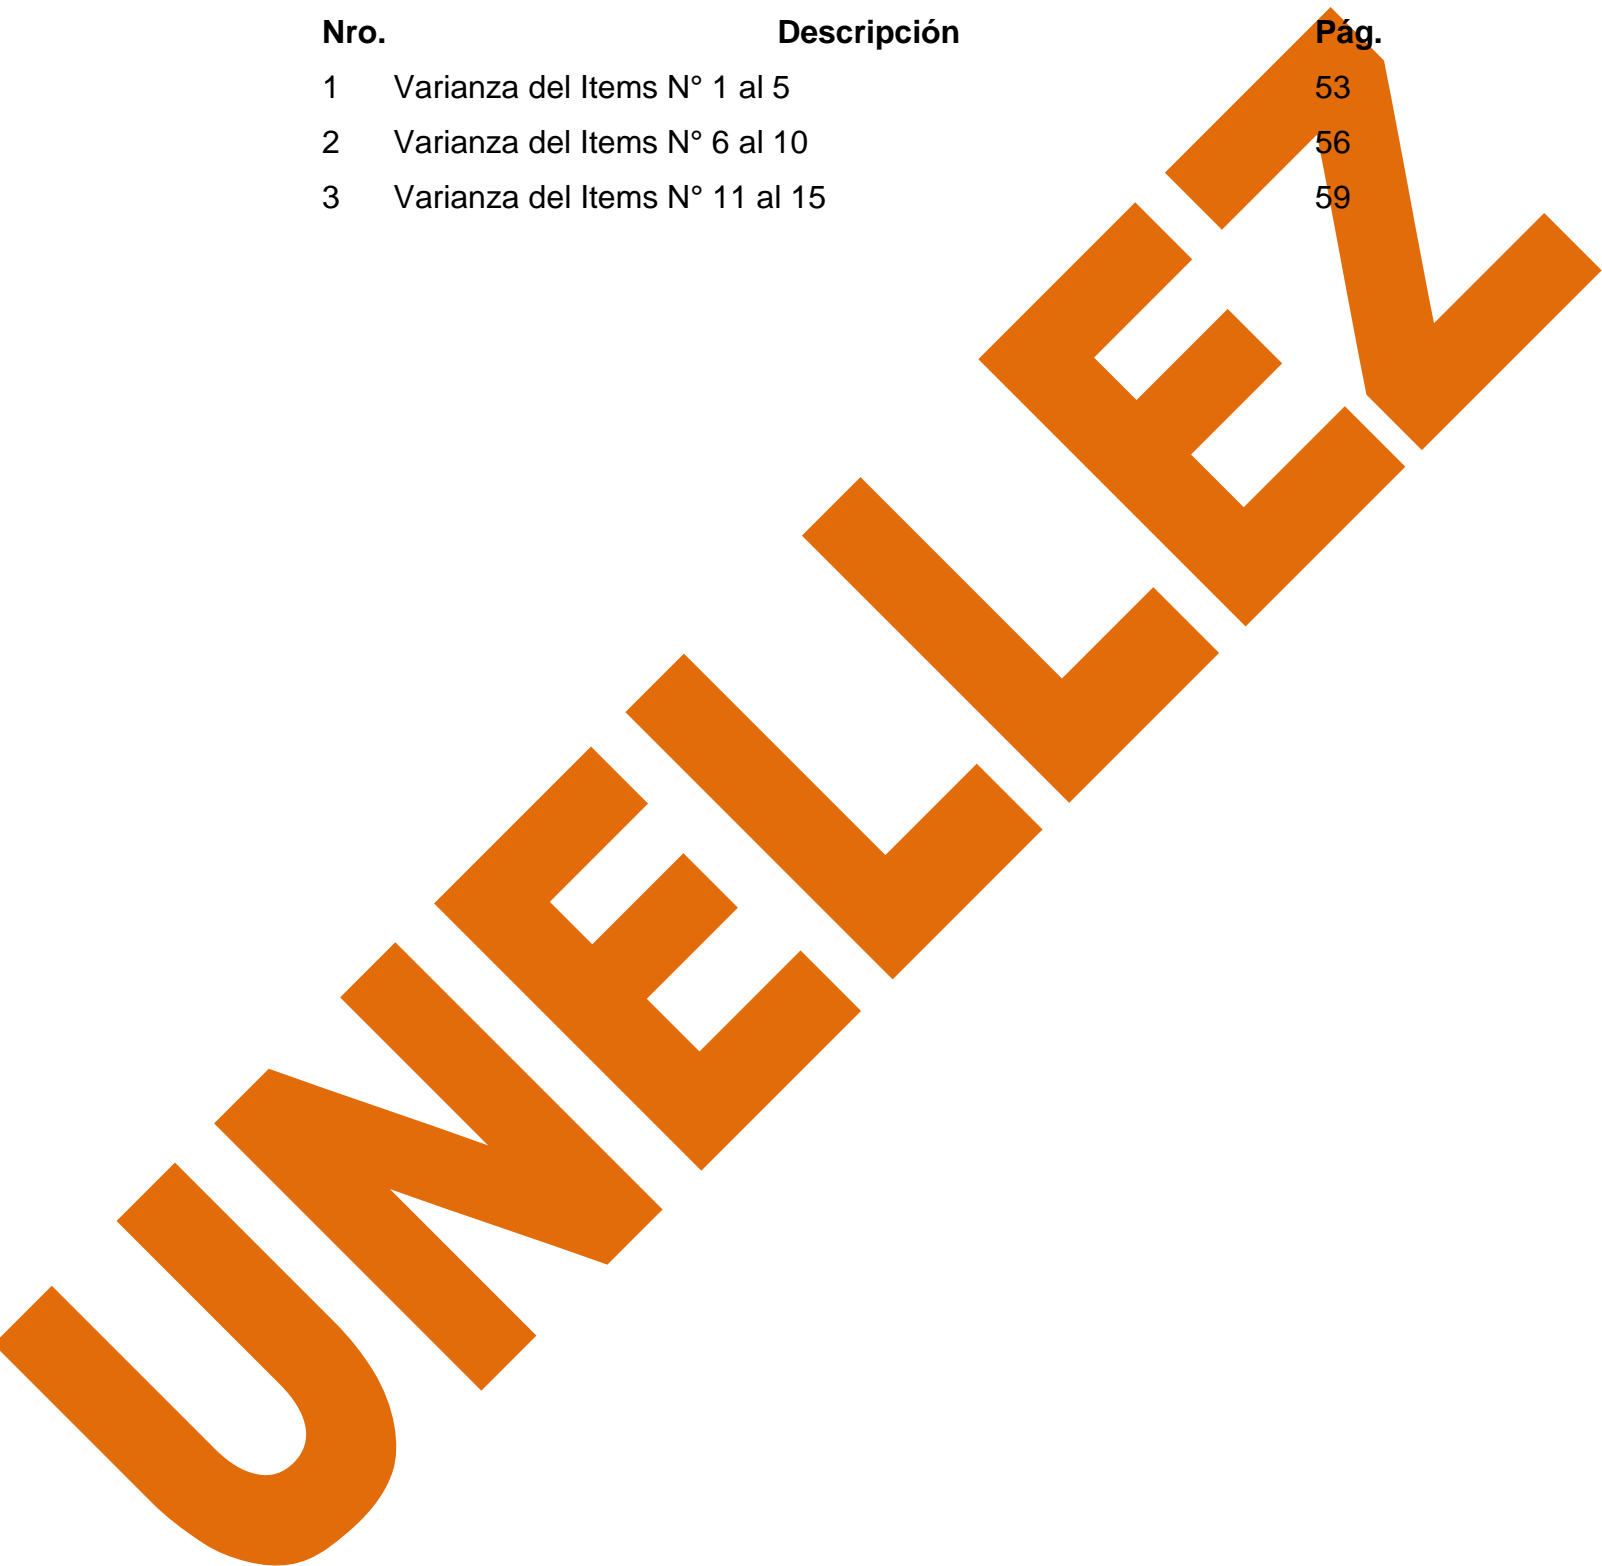 Nro. Descripción Pág.
1 Varianza del Items N° 1 al 5 53
2 Varianza del Items N° 6 al 10 56
3 Varianza del Items N° 11 al 15 59
UNELLEZ